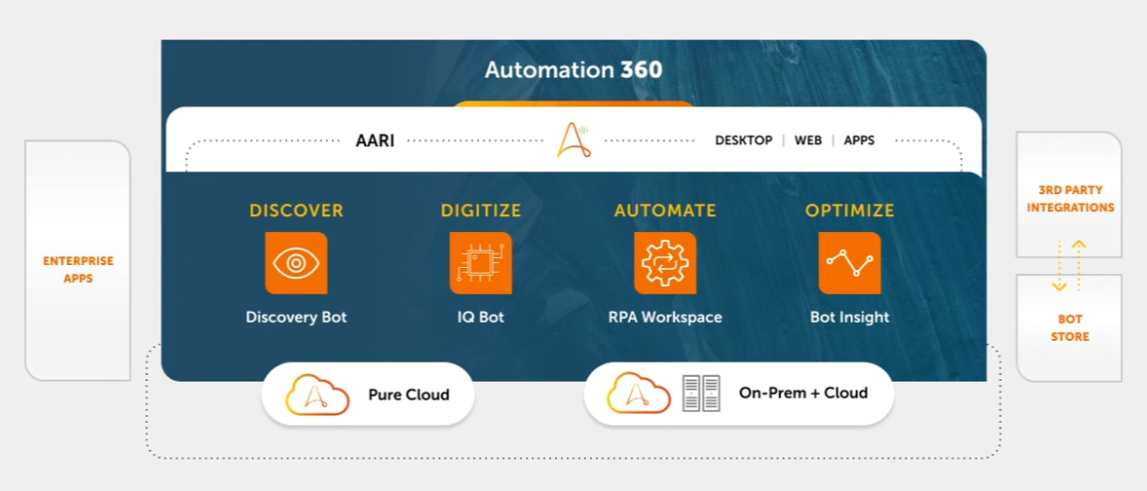 Automation 360
AARI
DESKTOP | WEB | APPS
ENTERPRISE
APPS
DISCOVER
Discovery Bot
DIGITIZE
IQ Bot
AUTOMATE
RPA Workspace
OPTIMIZE
Bot Insight
3RD PARTY
INTEGRATIONS
BOT
STORE
Pure Cloud
On-Prem + Cloud